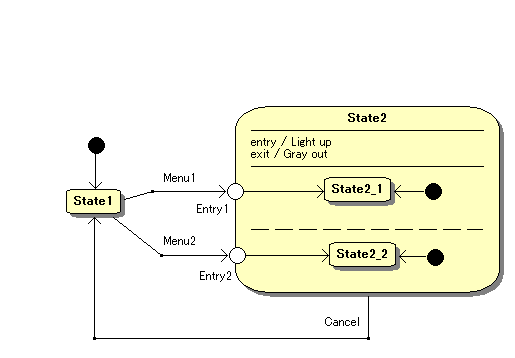 State2
entry / Light up
exit / Gray out
Menu1
State1
State2_1
Entry1
Menu2
State2_2
Entry2
Cancel